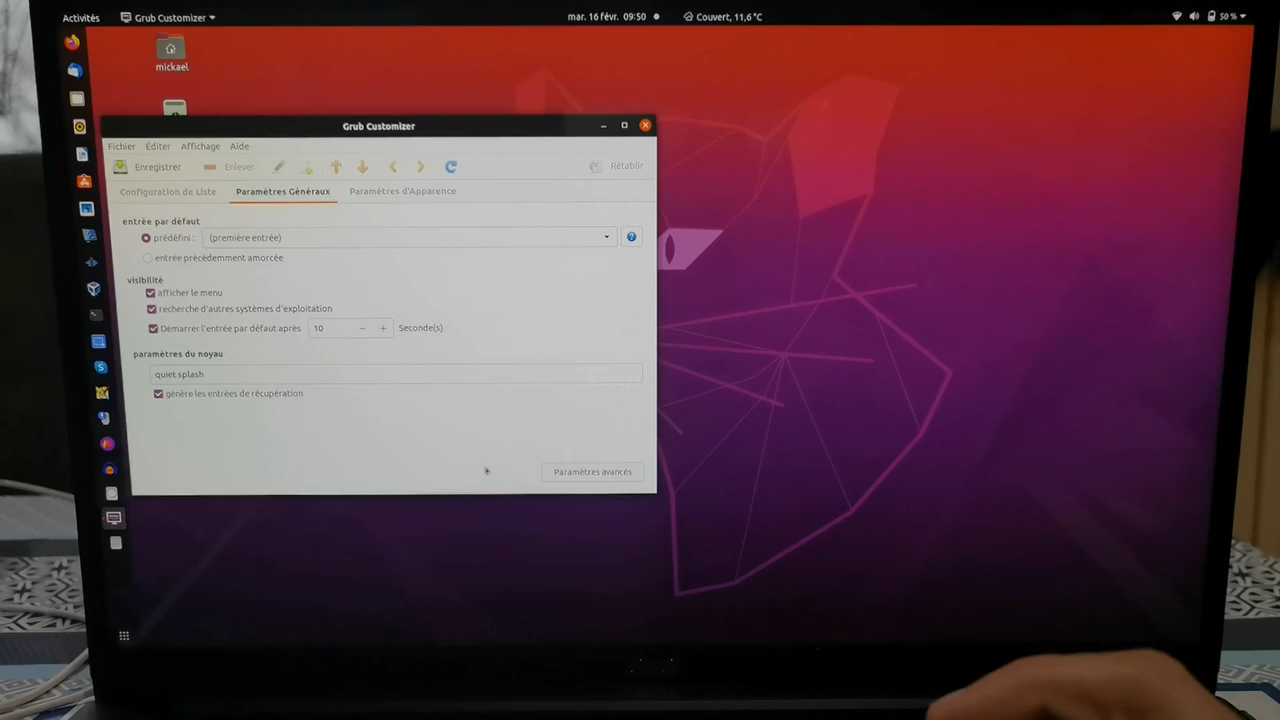 Activités
Grub Customizer
mar. 16 févr. 09:50
Couvert, 11,6 °C
50 %
mickael
Grub Customizer
Fichier
Éditer
Affichage
Aide
Enregistrer
Enlever
Rétablir
Configuration de Liste
Paramètres Généraux
Paramètres d'Apparence
entrée par défaut
prédéfini :
(première entrée)
entrée précédemment amorcée
visibilité
afficher le menu
recherche d'autres systèmes d'exploitation
Démarrer l'entrée par défaut après
10
Seconde(s)
paramètres du noyau
quiet splash
génère les entrées de récupération
Paramètres avancés